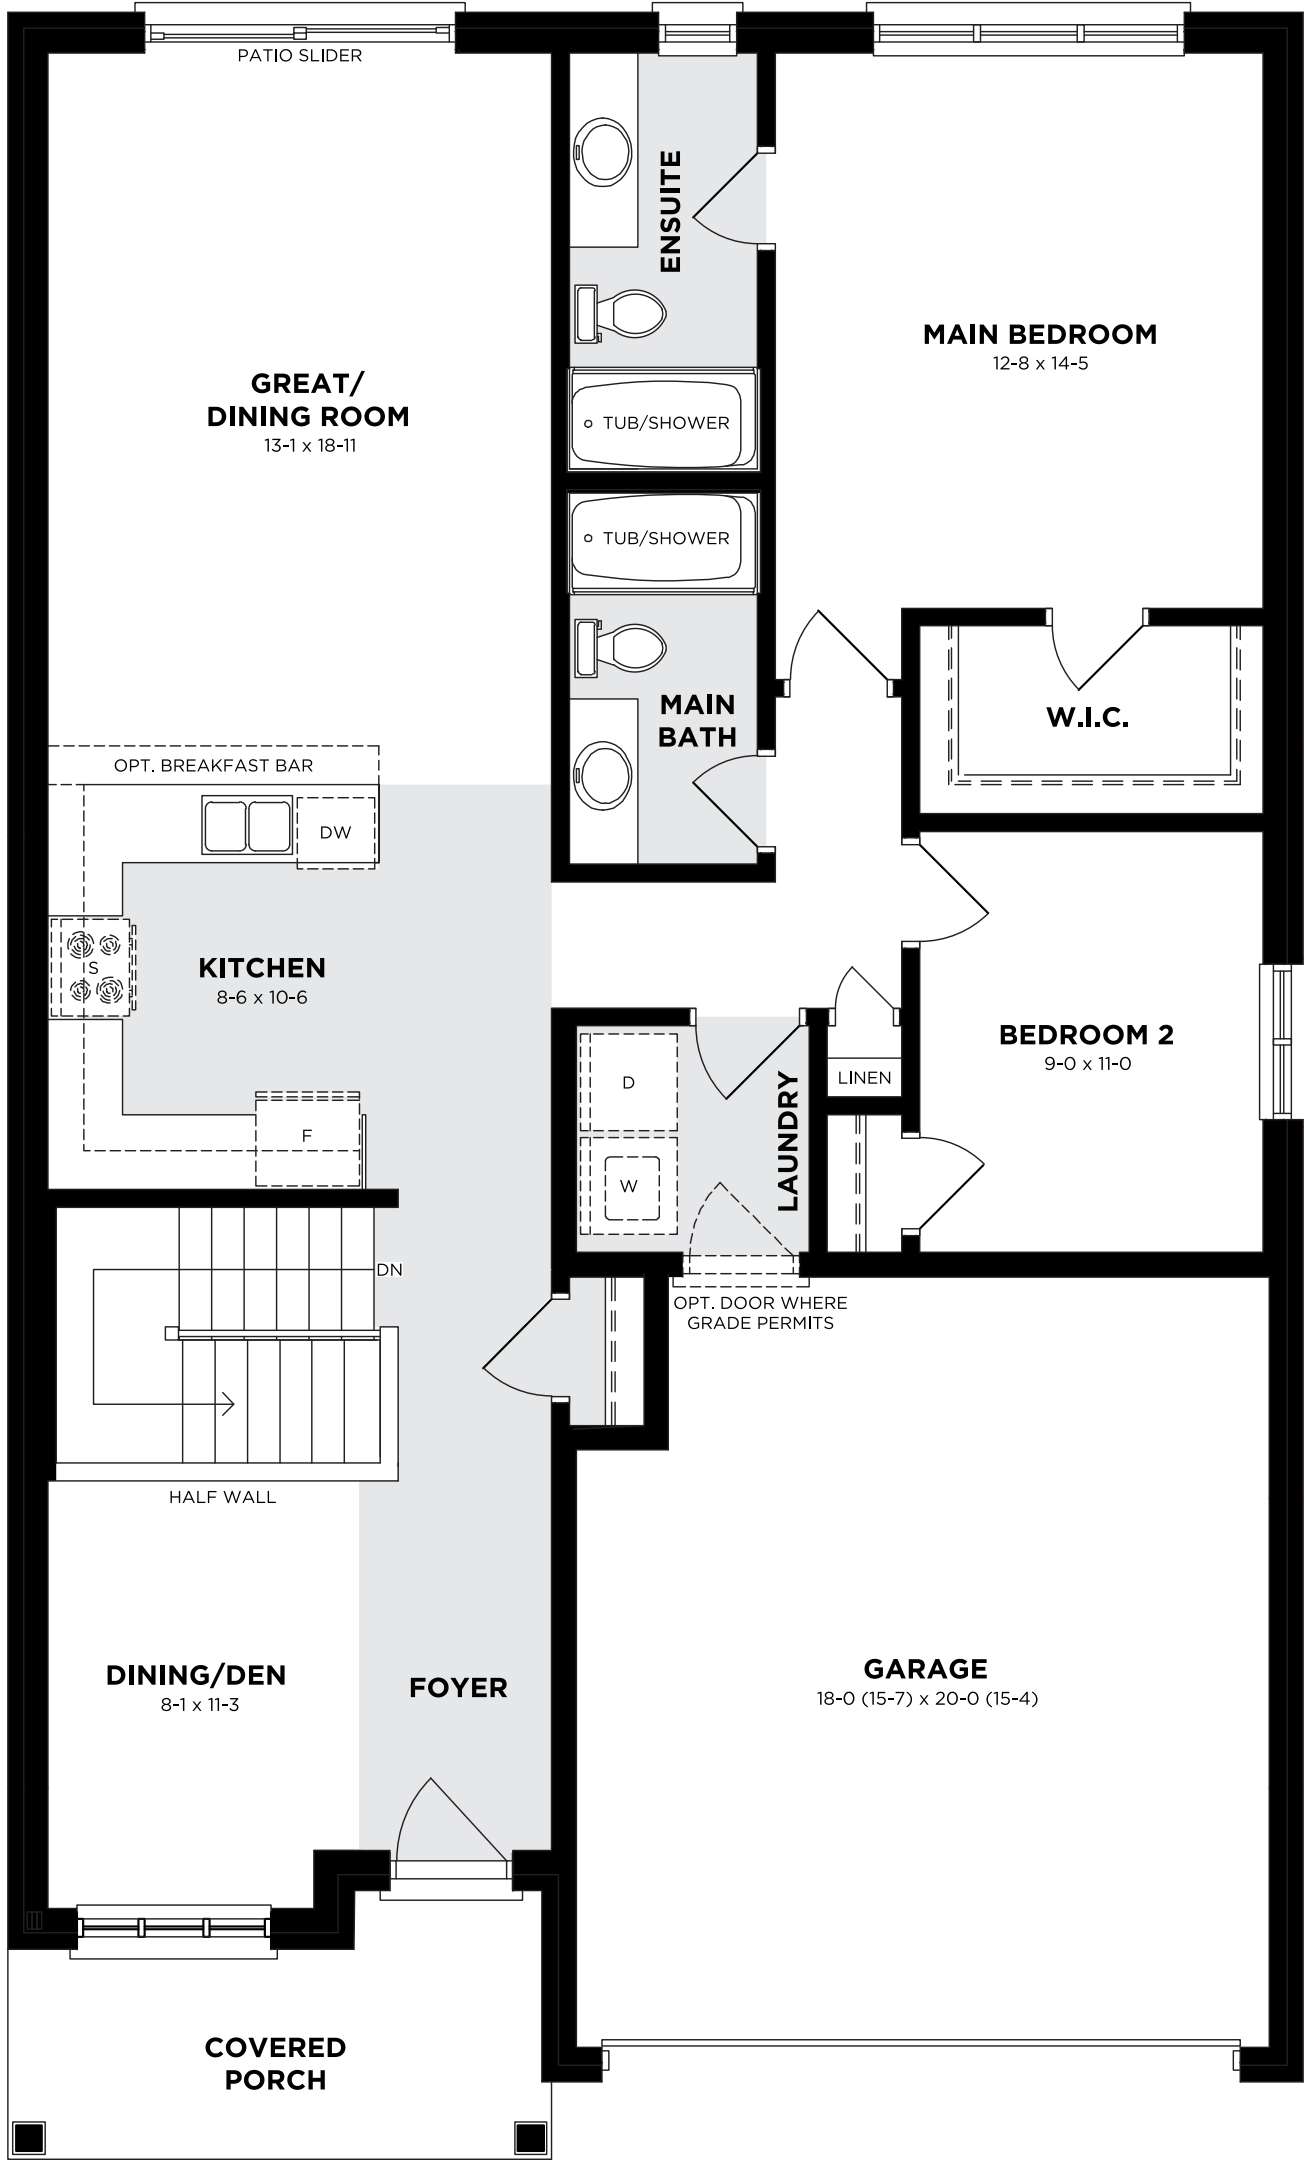 PATIO SLIDER
ENSUITE
MAIN BEDROOM
12-8 x 14-5
GREAT/
DINING ROOM
13-1 x 18-11
TUB/SHOWER
TUB/SHOWER
MAIN
BATH
W.I.C.
OPT. BREAKFAST BAR
DW
S
KITCHEN
8-6 x 10-6
BEDROOM 2
9-0 x 11-0
LINEN
D
LAUNDRY
F
W
DN
OPT. DOOR WHERE
GRADE PERMITS
HALF WALL
DINING/DEN
8-1 x 11-3
FOYER
GARAGE
18-0 (15-7) x 20-0 (15-4)
COVERED
PORCH